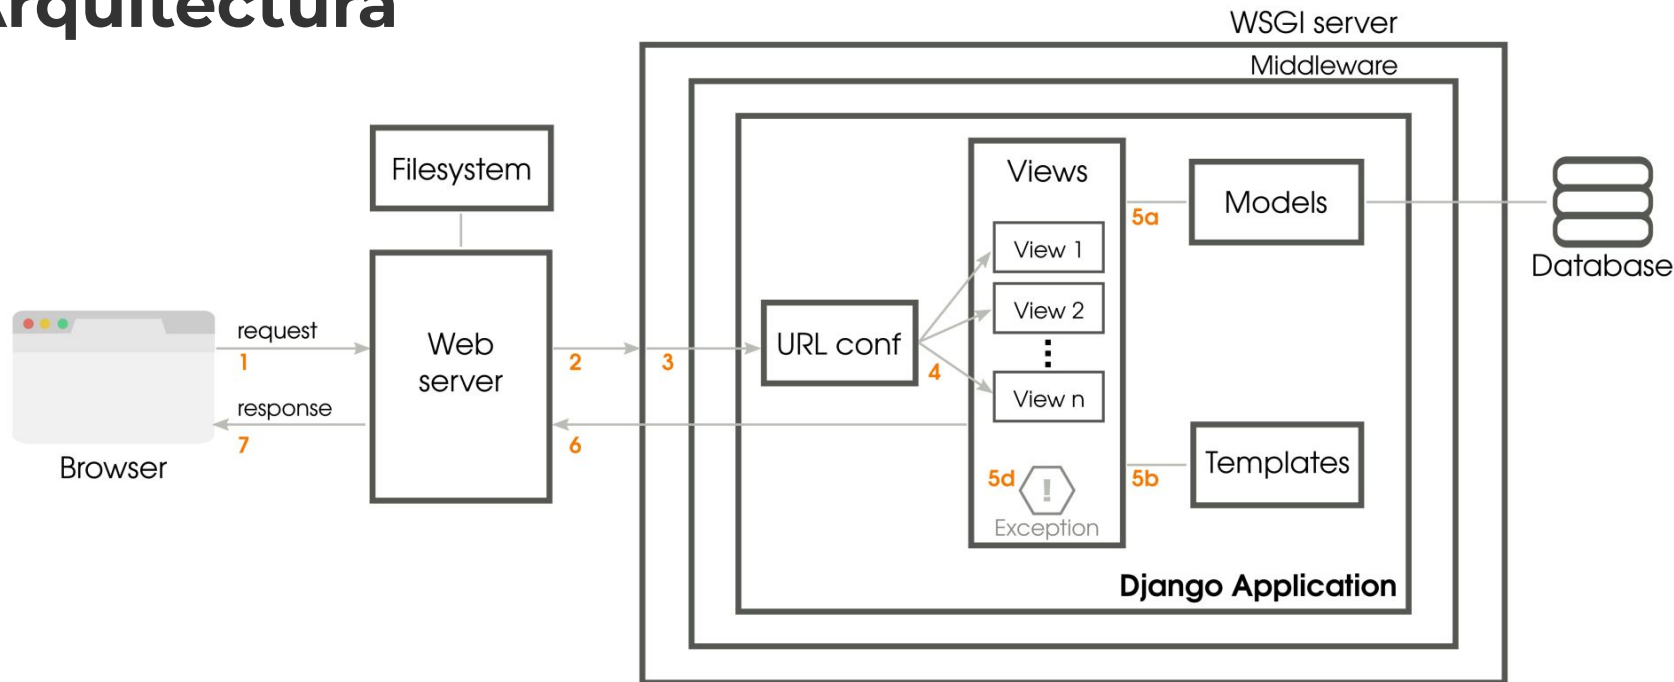 Arquitectura
WSGI server
Middleware
Filesystem
Views
Models
5a
View 1
Database
View 2
request
1
Web
server
2
3
URL conf
4
View n
response
7
6
Browser
Templates
5d
!
5b
Exception
Django Application